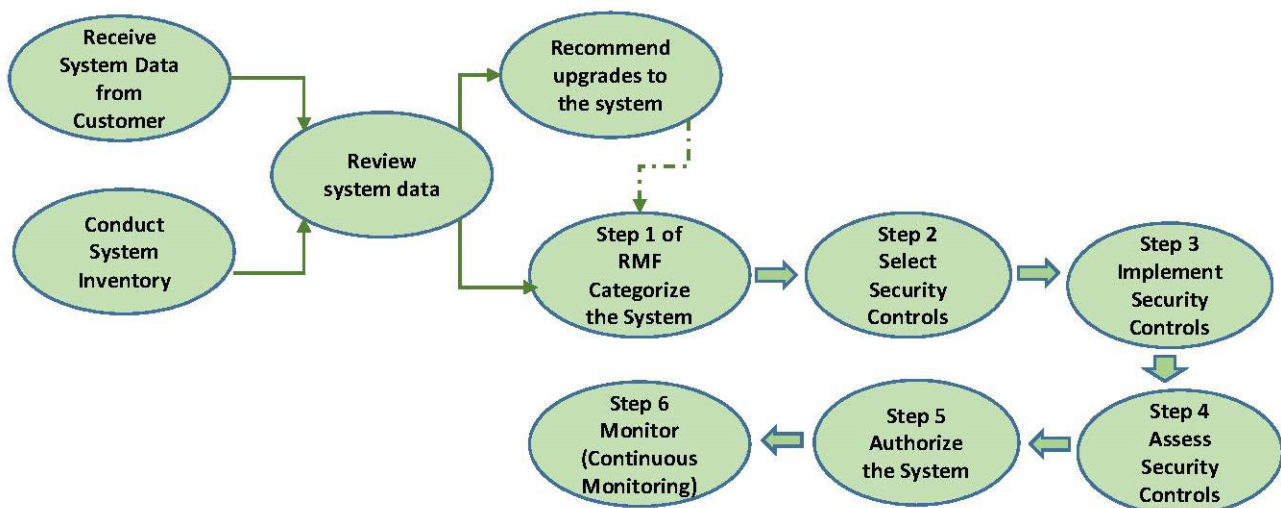 Receive
System Data
from
Customer
Conduct
System
Inventory
Review
system data
Recommend
upgrades to
the system
Step 1 of
RMF
Categorize
the System
Step 2
Select
Security
Controls
Step 3
Implement
Security
Controls
Step 4
Assess
Security
Controls
Step 5
Authorize
the System
Step 6
Monitor
(Continuous
Monitoring)